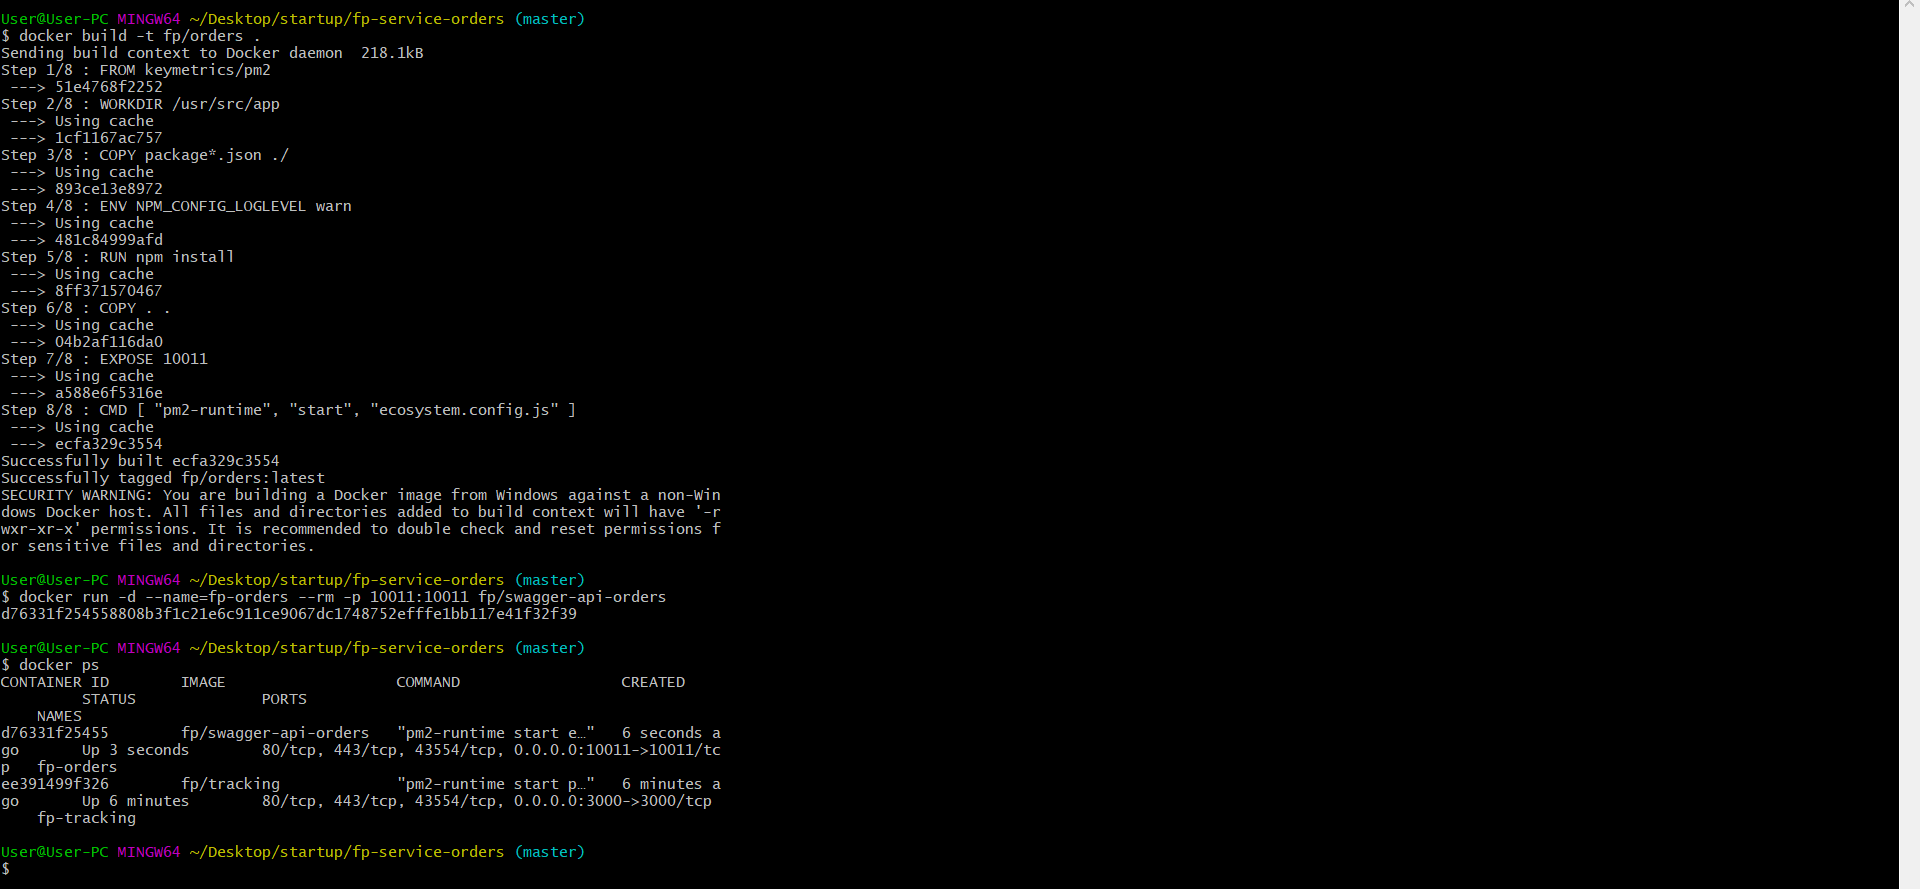 User@User-PC MINGW64 ~/Desktop/startup/fp-service-orders (master)
$ docker build -t fp/orders .
Sending build context to Docker daemon  218.1kB
Step 1/8 : FROM keymetrics/pm2
 ---> 51e4768f2252
Step 2/8 : WORKDIR /usr/src/app
 ---> Using cache
 ---> 1cf1167ac757
Step 3/8 : COPY package*.json ./
 ---> Using cache
 ---> 893ce13e8972
Step 4/8 : ENV NPM_CONFIG_LOGLEVEL warn
 ---> Using cache
 ---> 481c84999afd
Step 5/8 : RUN npm install
 ---> Using cache
 ---> 8ff371570467
Step 6/8 : COPY . .
 ---> Using cache
 ---> 04b2af116da0
Step 7/8 : EXPOSE 10011
 ---> Using cache
 ---> a588e6f5316e
Step 8/8 : CMD [ "pm2-runtime", "start", "ecosystem.config.js" ]
 ---> Using cache
 ---> ecfa329c3554
Successfully built ecfa329c3554
Successfully tagged fp/orders:latest
SECURITY WARNING: You are building a Docker image from Windows against a non-Win
dows Docker host. All files and directories added to build context will have '-r
wxr-xr-x' permissions. It is recommended to double check and reset permissions f
or sensitive files and directories.
User@User-PC MINGW64 ~/Desktop/startup/fp-service-orders (master)
$ docker run -d --name=fp-orders --rm -p 10011:10011 fp/swagger-api-orders
d76331f254558808b3f1c21e6c911ce9067dc1748752efffe1bb117e41f32f39
User@User-PC MINGW64 ~/Desktop/startup/fp-service-orders (master)
$ docker ps
CONTAINER ID        IMAGE                   COMMAND                  CREATED
         STATUS              PORTS
    NAMES
d76331f25455        fp/swagger-api-orders   "pm2-runtime start e…"   6 seconds a
go       Up 3 seconds        80/tcp, 443/tcp, 43554/tcp, 0.0.0.0:10011->10011/tc
p   fp-orders
ee391499f326        fp/tracking             "pm2-runtime start p…"   6 minutes a
go       Up 6 minutes        80/tcp, 443/tcp, 43554/tcp, 0.0.0.0:3000->3000/tcp
    fp-tracking
User@User-PC MINGW64 ~/Desktop/startup/fp-service-orders (master)
$